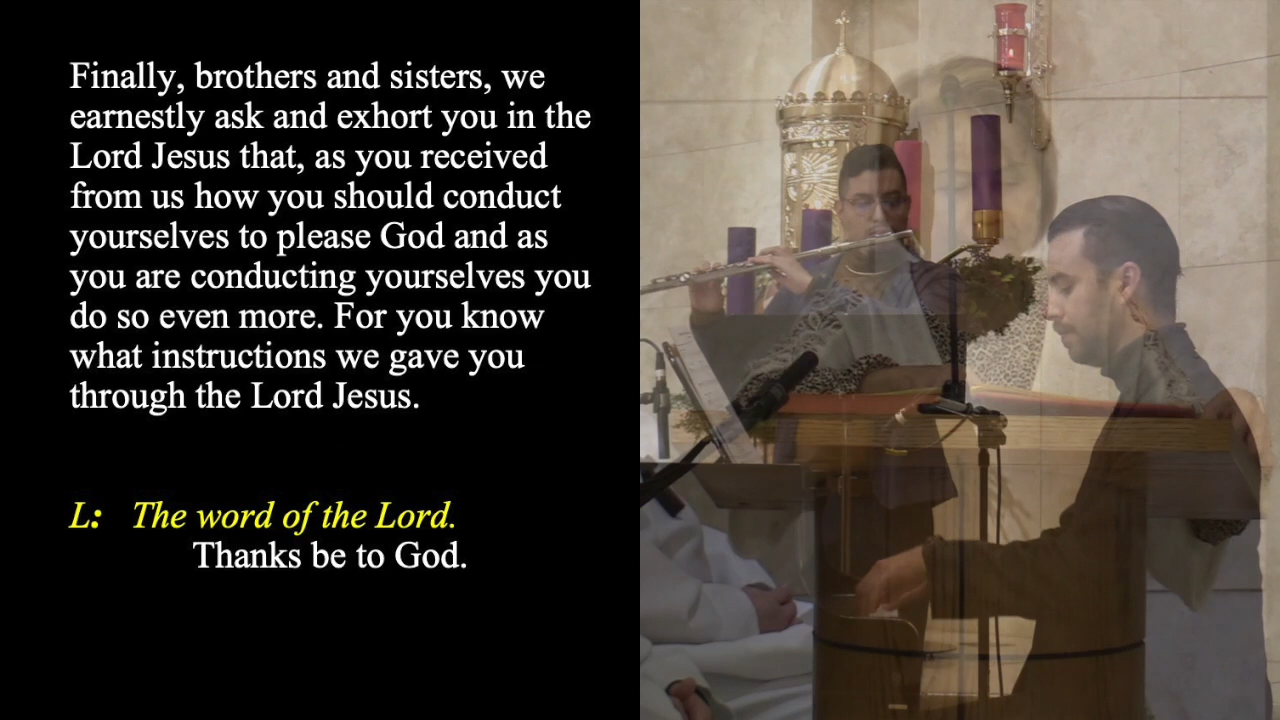 Finally, brothers and sisters, we
earnestly ask and exhort you in the
Lord Jesus that, as you received
from us how you should conduct
yourselves to please God and as
you are conducting yourselves you
do so even more. For you know
what instructions we gave you
through the Lord Jesus.
L: The word of the Lord.
Thanks be to God.